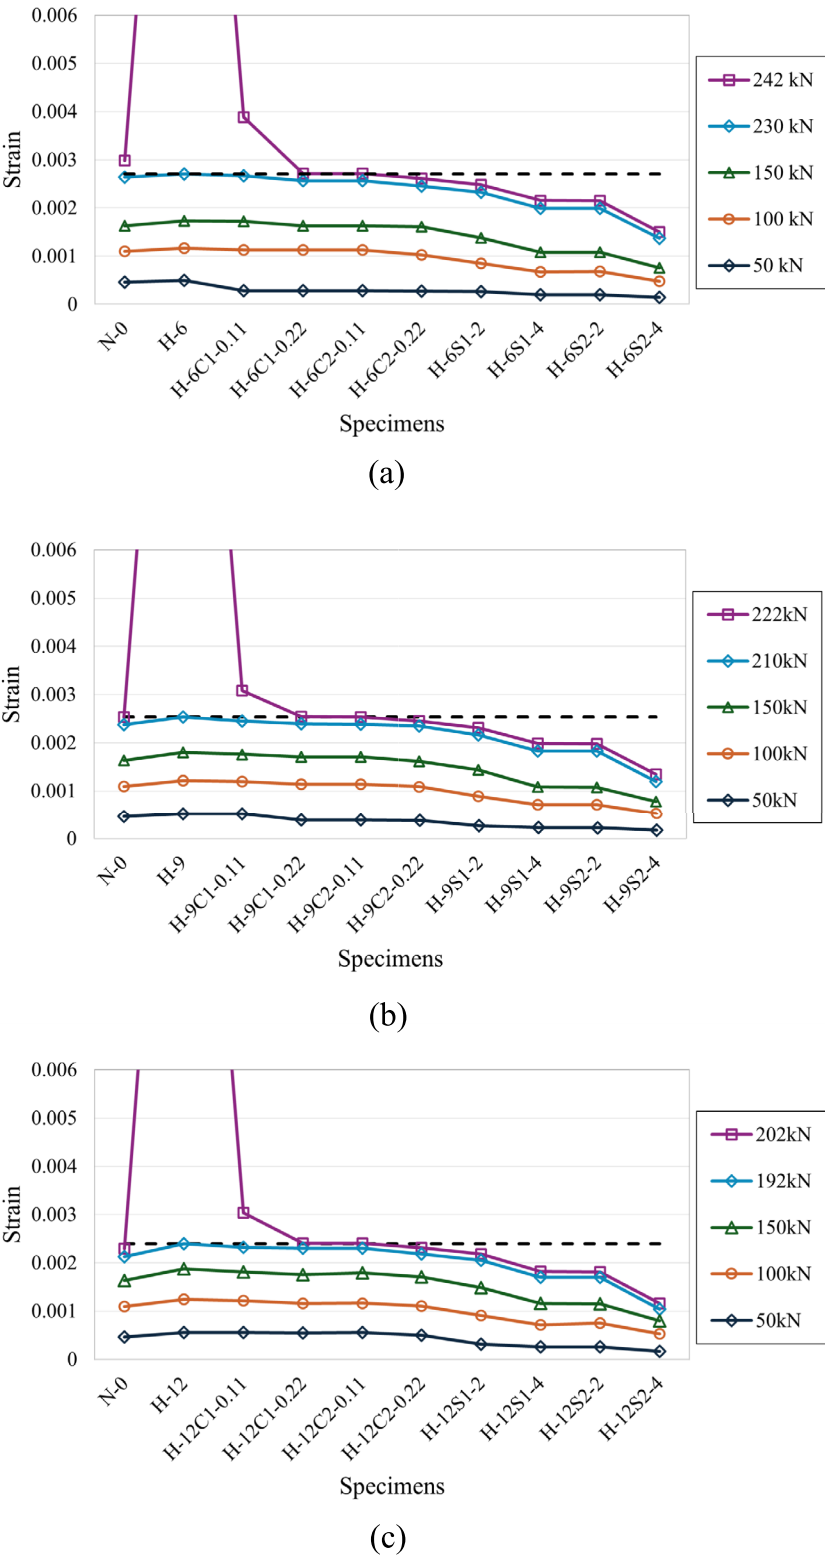 0.006
0.005
0.004
0.003
0.002
0.001
0
Strain
N-0
H-6
H-6C1-0.11
H-6C1-0.22
H-6C2-0.11
H-6C2-0.22
H-6S1-2
H-6S1-4
H-6S2-2
H-6S2-4
Specimens
242 kN
230 kN
150 kN
100 kN
50 kN
(a)
0.006
0.005
0.004
0.003
0.002
0.001
0
Strain
N-0
H-9
H-9C1-0.11
H-9C1-0.22
H-9C2-0.11
H-9C2-0.22
H-9S1-2
H-9S1-4
H-9S2-2
H-9S2-4
Specimens
222kN
210kN
150kN
100kN
50kN
(b)
0.006
0.005
0.004
0.003
0.002
0.001
0
Strain
N-0
H-12
H-12C1-0.11
H-12C1-0.22
H-12C2-0.11
H-12C2-0.22
H-12S1-2
H-12S1-4
H-12S2-2
H-12S2-4
Specimens
202kN
192kN
150kN
100kN
50kN
(c)